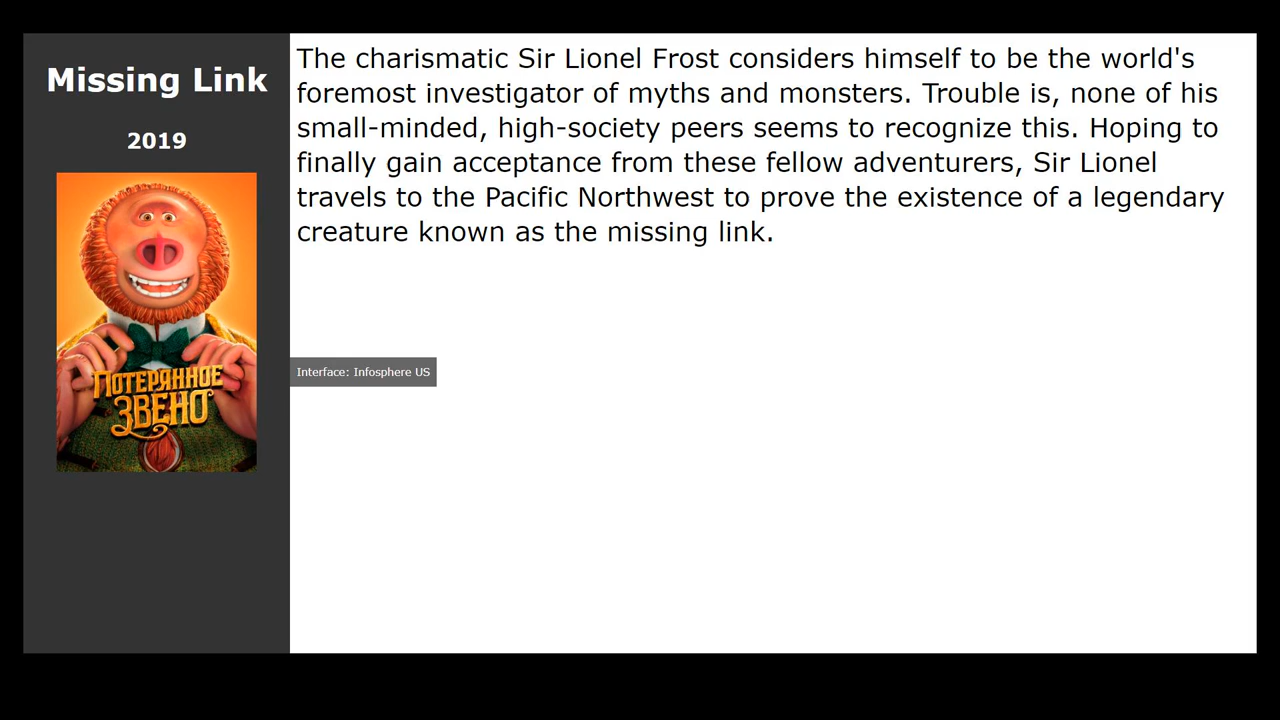 Missing Link
2019
ПОТЕРЯННОЕ
ЗВЕНО
The charismatic Sir Lionel Frost considers himself to be the world's
foremost investigator of myths and monsters. Trouble is, none of his
small-minded, high-society peers seems to recognize this. Hoping to
finally gain acceptance from these fellow adventurers, Sir Lionel
travels to the Pacific Northwest to prove the existence of a legendary
creature known as the missing link.
Interface: Infosphere US